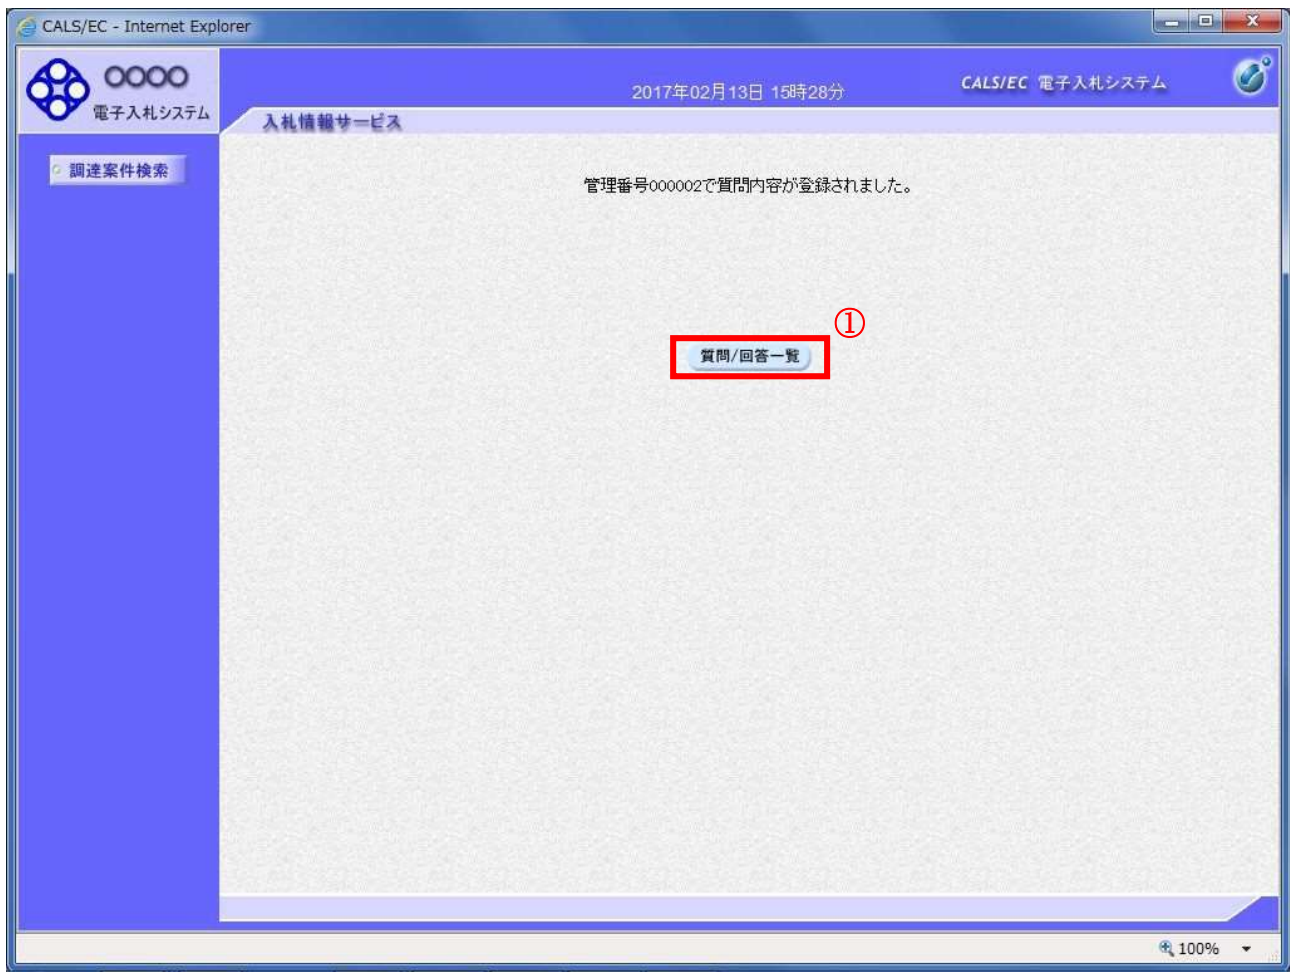 CALS/EC - Internet Explorer
〇〇〇〇
電子入札システム
2017年02月13日 15時28分
CALS/EC 電子入札システム
入札情報サービス
調達案件検索
管理番号000002で質問内容が登録されました。
①
質問/回答一覧
100%